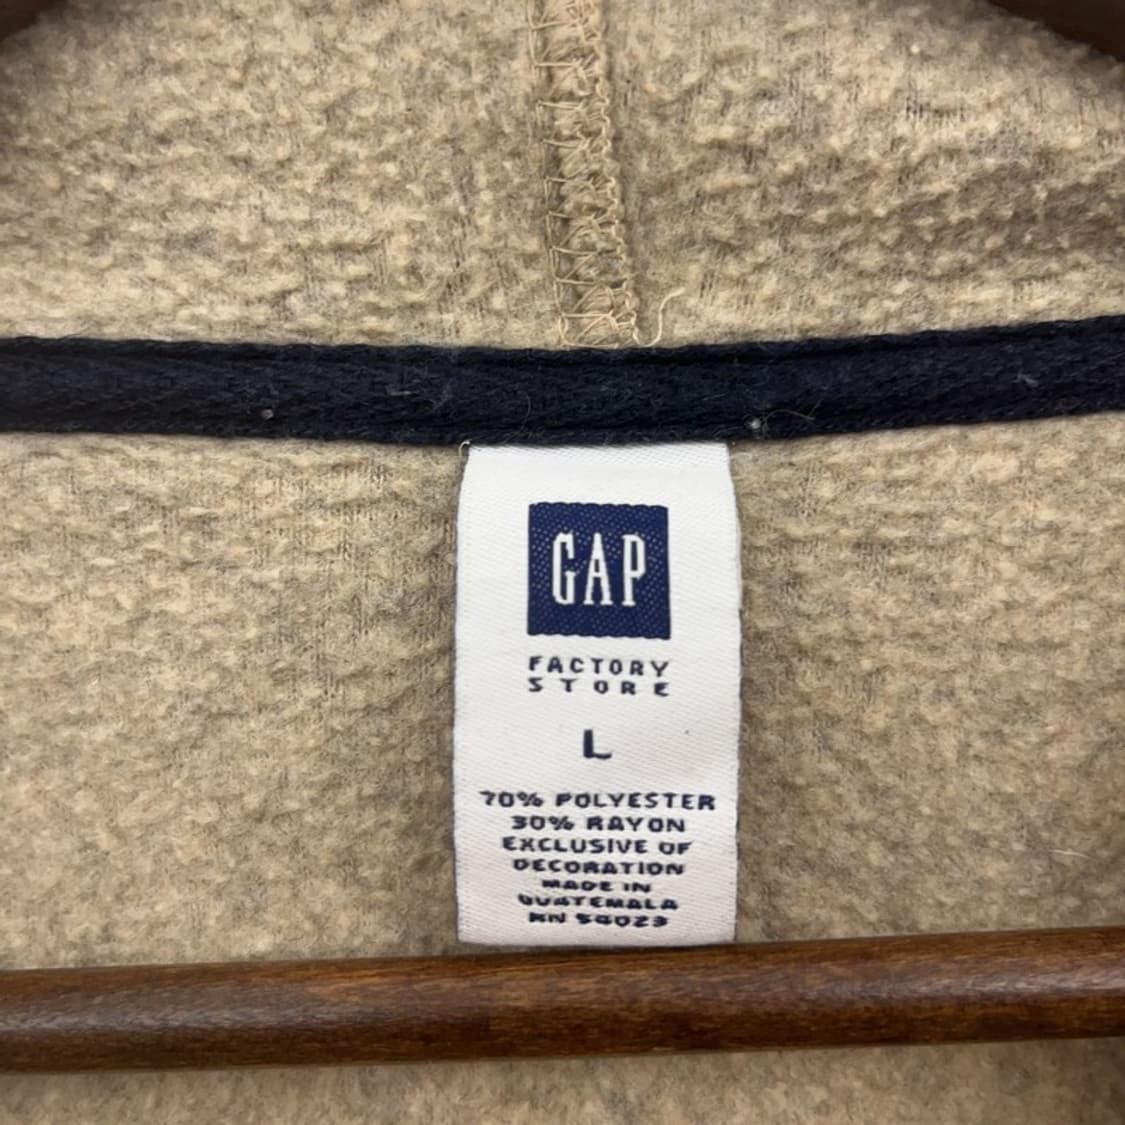 GAP
FACTORY
STORE
L
70% POLYESTER
30% RAYON
EXCLUSIVE OF
DECORATION
MADE IN
GUATEMALA
RN 54023